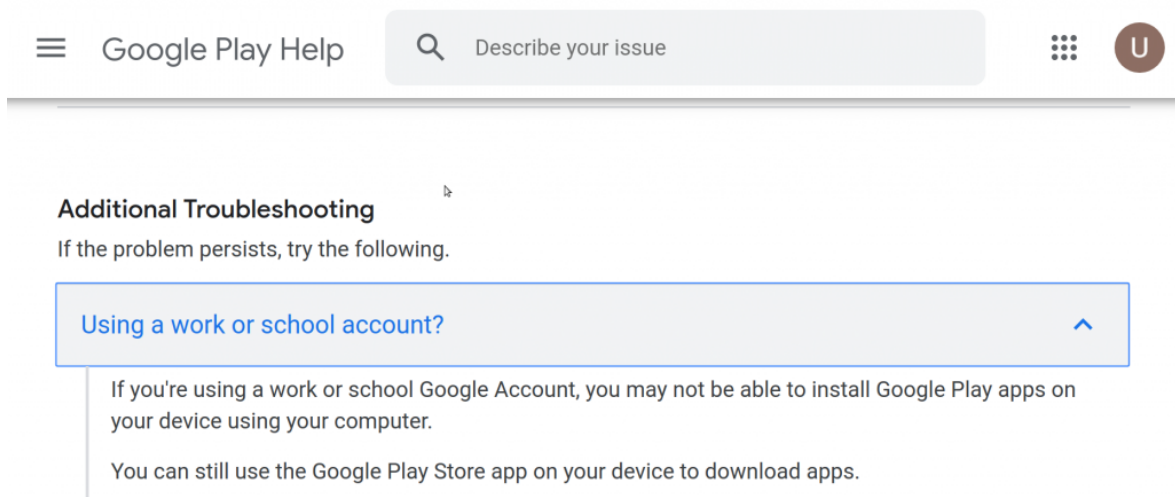 Google Play Help
Describe your issue
U
Additional Troubleshooting
If the problem persists, try the following.
Using a work or school account?
If you're using a work or school Google Account, you may not be able to install Google Play apps on
your device using your computer.
You can still use the Google Play Store app on your device to download apps.